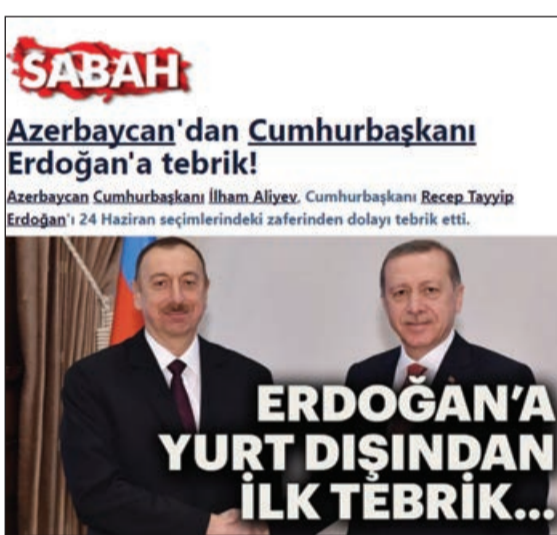 SABAH
Azerbaycan'dan Cumhurbaşkanı
Erdoğan'a tebrik!
Azerbaycan Cumhurbaşkanı İlham Aliyev, Cumhurbaşkanı Recep Tayyip
Erdoğan'ı 24 Haziran seçimlerindeki zaferinden dolayı tebrik etti.
ERDOĞAN'A
YURT DIŞINDAN
İLK TEBRİK...